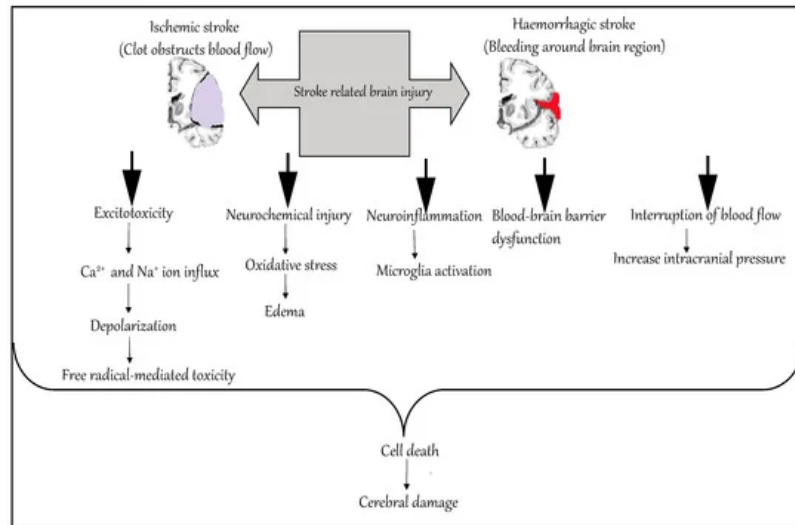 Ischemic stroke
(Clot obstructs blood flow)
Haemorrhagic stroke
(Bleeding around brain region)
Stroke related brain injury
Excitotoxicity
Ca²⁺ and Na⁺ ion influx
Depolarization
Free radical-mediated toxicity
Neurochemical injury
Oxidative stress
Edema
Neuroinflammation
Microglia activation
Blood-brain barrier
dysfunction
Interruption of blood flow
Increase intracranial pressure
Cell death
Cerebral damage